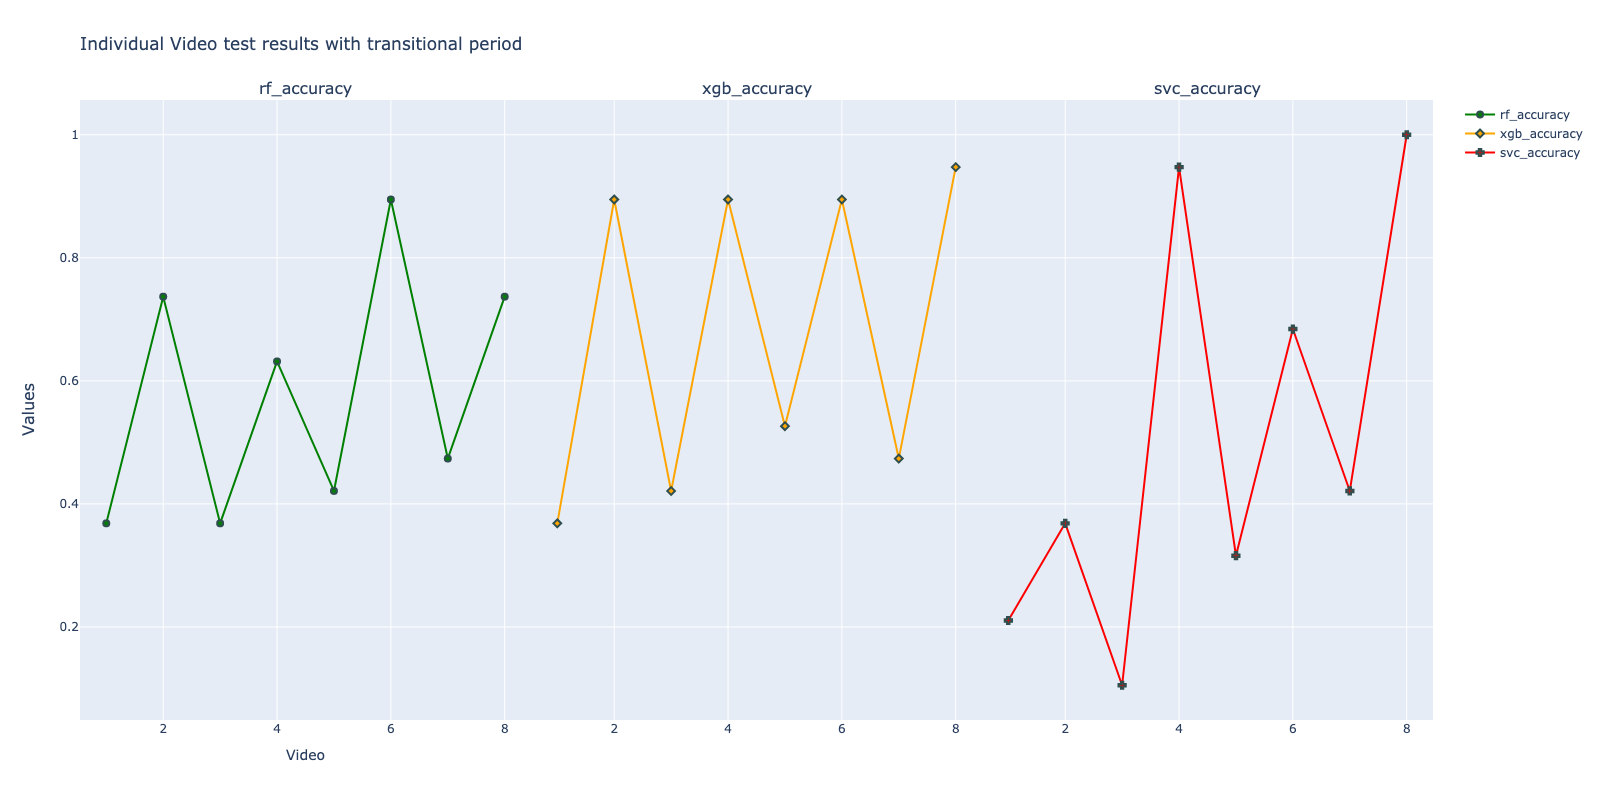 Individual Video test results with transitional period
rf_accuracy
xgb_accuracy
svc_accuracy
rf_accuracy
xgb_accuracy
svc_accuracy
1
0.8
0.6
0.4
0.2
Values
2 4 6 8
2 4 6 8
2 4 6 8
Video